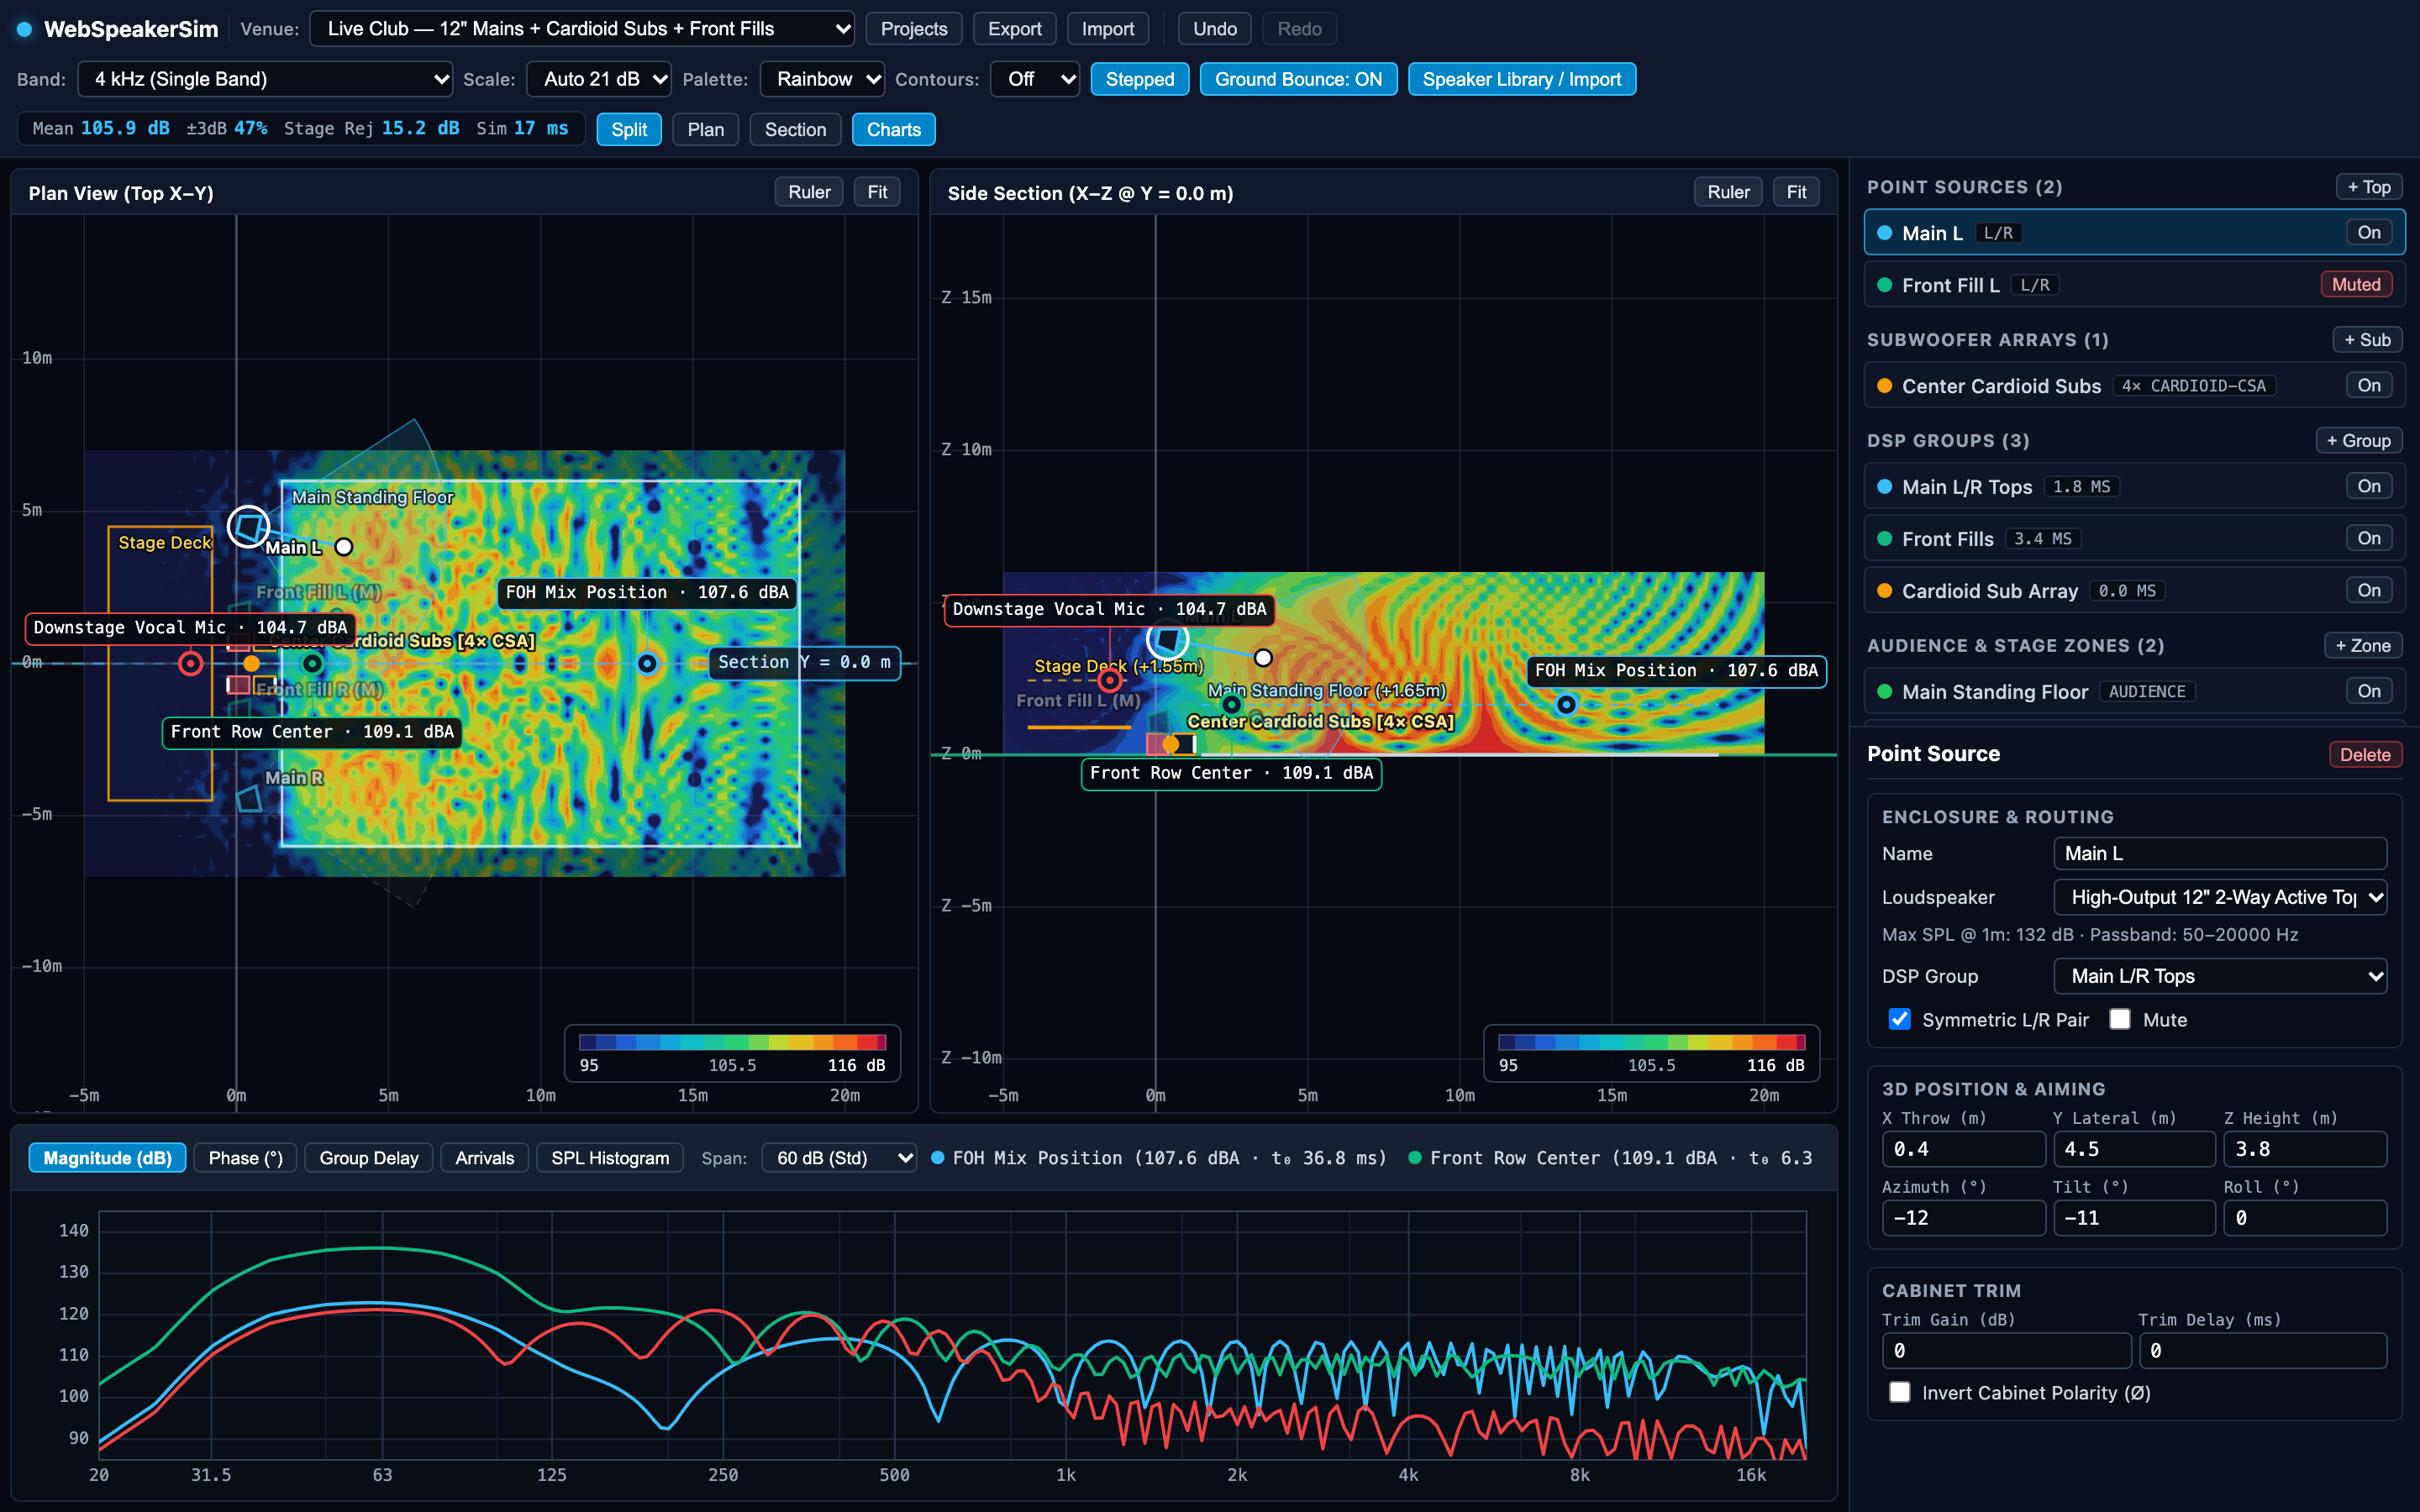 WebSpeakerSim Venue: Live Club — 12" Mains + Cardioid Subs + Front Fills Projects Export Import Undo Redo
Band: 4 kHz (Single Band) Scale: Auto 21 dB Palette: Rainbow Contours: Off Stepped Ground Bounce: ON Speaker Library / Import
Mean 105.9 dB ±3dB 47% Stage Rej 15.2 dB Sim 17 ms Split Plan Section Charts
Plan View (Top X–Y) Ruler Fit
10m
5m
0m
−5m
−10m
Main Standing Floor
Stage Deck
Main L
Front Fill L (M)
FOH Mix Position · 107.6 dBA
Downstage Vocal Mic · 104.7 dBA
Center Cardioid Subs [4× CSA]
Section Y = 0.0 m
Front Fill R (M)
Front Row Center · 109.1 dBA
Main R
95 105.5 116 dB
−5m 0m 5m 10m 15m 20m
Side Section (X–Z @ Y = 0.0 m) Ruler Fit
Z 15m
Z 10m
Downstage Vocal Mic · 104.7 dBA
Main L
Stage Deck (+1.55m)
FOH Mix Position · 107.6 dBA
Main Standing Floor (+1.65m)
Front Fill L (M)
Center Cardioid Subs [4× CSA]
Z 0m
Front Row Center · 109.1 dBA
Z −5m
Z −10m
95 105.5 116 dB
−5m 0m 5m 10m 15m 20m
Magnitude (dB) Phase (°) Group Delay Arrivals SPL Histogram Span: 60 dB (Std) FOH Mix Position (107.6 dBA · t₀ 36.8 ms) Front Row Center (109.1 dBA · t₀ 6.3
140
130
120
110
100
90
20 31.5 63 125 250 500 1k 2k 4k 8k 16k
POINT SOURCES (2) + Top
Main L L/R On
Front Fill L L/R Muted
SUBWOOFER ARRAYS (1) + Sub
Center Cardioid Subs 4× CARDIOID-CSA On
DSP GROUPS (3) + Group
Main L/R Tops 1.8 MS On
Front Fills 3.4 MS On
Cardioid Sub Array 0.0 MS On
AUDIENCE & STAGE ZONES (2) + Zone
Main Standing Floor AUDIENCE On
Point Source Delete
ENCLOSURE & ROUTING
Name Main L
Loudspeaker High-Output 12" 2-Way Active To
Max SPL @ 1m: 132 dB · Passband: 50–20000 Hz
DSP Group Main L/R Tops
Symmetric L/R Pair Mute
3D POSITION & AIMING
X Throw (m) Y Lateral (m) Z Height (m)
0.4 4.5 3.8
Azimuth (°) Tilt (°) Roll (°)
−12 −11 0
CABINET TRIM
Trim Gain (dB) Trim Delay (ms)
0 0
Invert Cabinet Polarity (Ø)